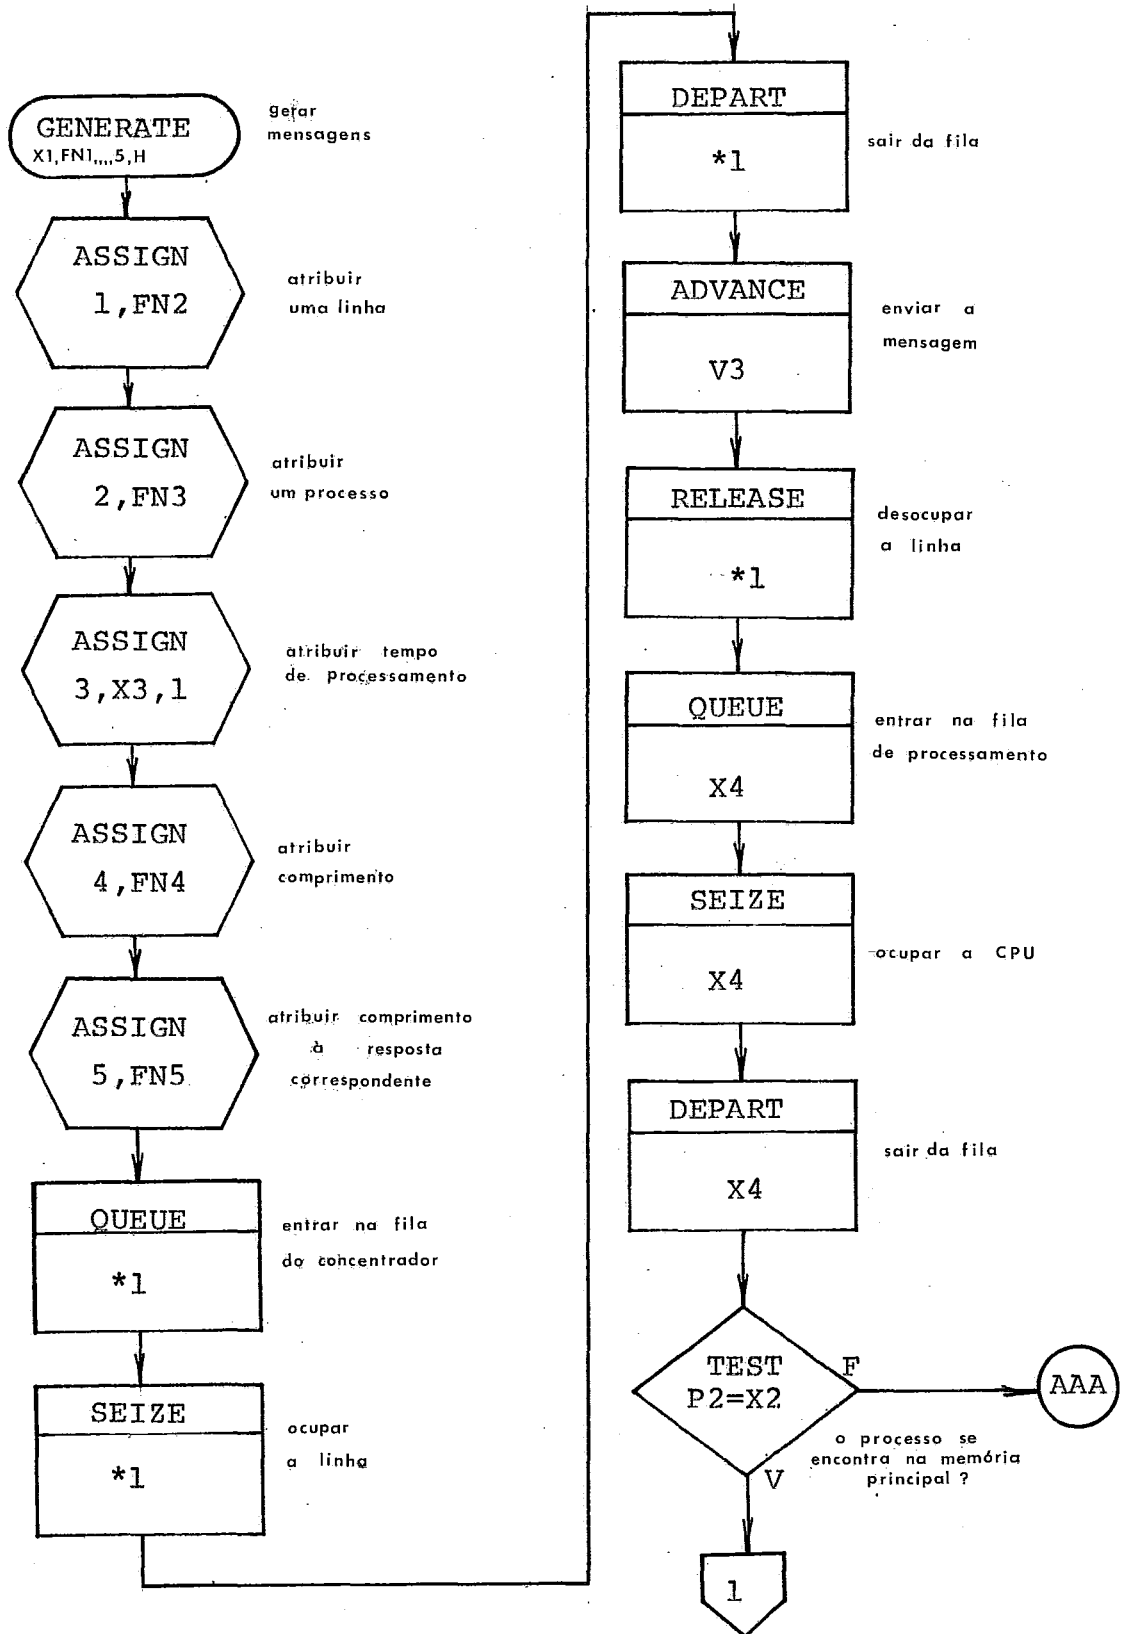 GENERATE
X1,FN1,,,,5,H
gerar
mensagens
ASSIGN
1,FN2
atribuir
uma linha
ASSIGN
2,FN3
atribuir
um processo
ASSIGN
3,X3,1
atribuir tempo
de processamento
ASSIGN
4,FN4
atribuir
comprimento
ASSIGN
5,FN5
atribuir comprimento
à resposta
correspondente
QUEUE
*1
entrar na fila
do concentrador
SEIZE
*1
ocupar
a linha
DEPART
*1
sair da fila
ADVANCE
V3
enviar a
mensagem
RELEASE
*1
desocupar
a linha
QUEUE
X4
entrar na fila
de processamento
SEIZE
X4
ocupar a CPU
DEPART
X4
sair da fila
TEST
P2=X2
F
AAA
o processo se
encontra na memória
principal ?
V
1